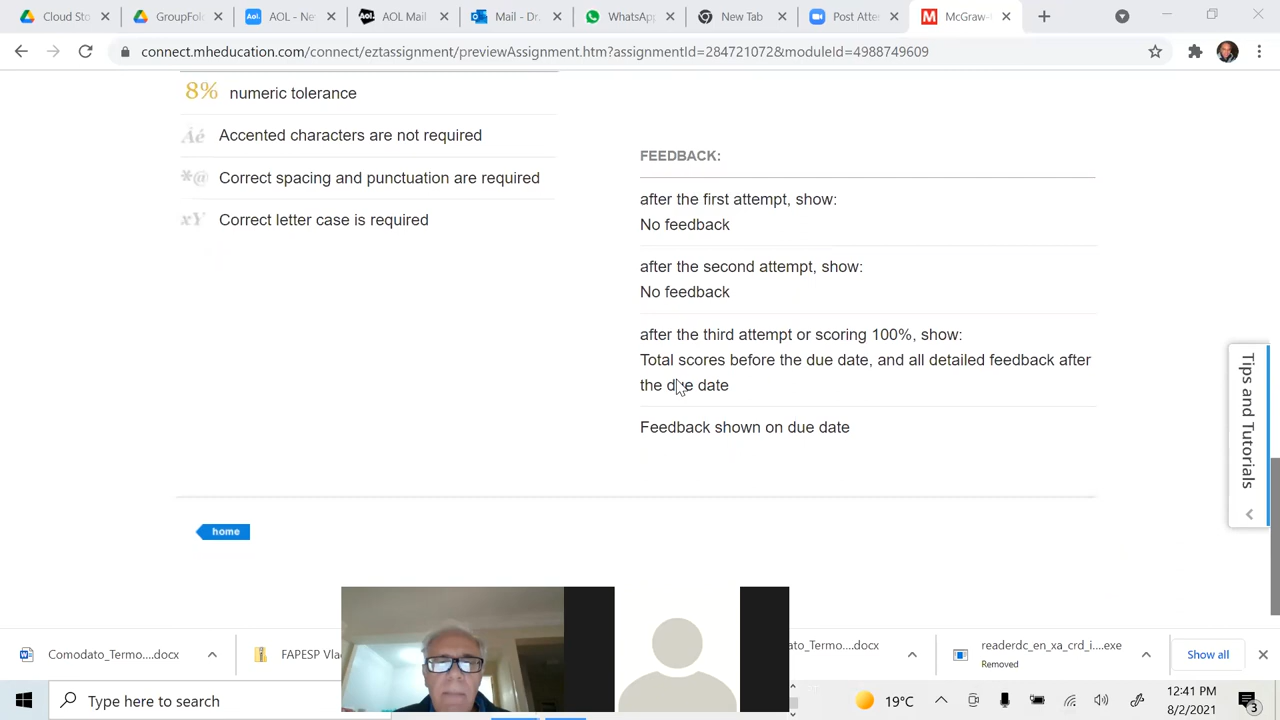 Cloud Sto
GroupFol
AOL - N
AOL Mail
Mail - Dr
WhatsApp
New Tab
Post Atte
McGraw-
connect.mheducation.com/connect/eztassignment/previewAssignment.htm?assignmentId=284721072&moduleId=4988749609
8% numeric tolerance
Áé Accented characters are not required
*@ Correct spacing and punctuation are required
xY Correct letter case is required
FEEDBACK:
after the first attempt, show:
No feedback
after the second attempt, show:
No feedback
after the third attempt or scoring 100%, show:
Total scores before the due date, and all detailed feedback after
the due date
Feedback shown on due date
Tips and Tutorials
home
Comodato_Termo....docx
FAPESP Vla
ato_Termo....docx
readerdc_en_xa_crd_i....exe
Removed
Show all
Type here to search
19°C
12:41 PM
8/2/2021
3